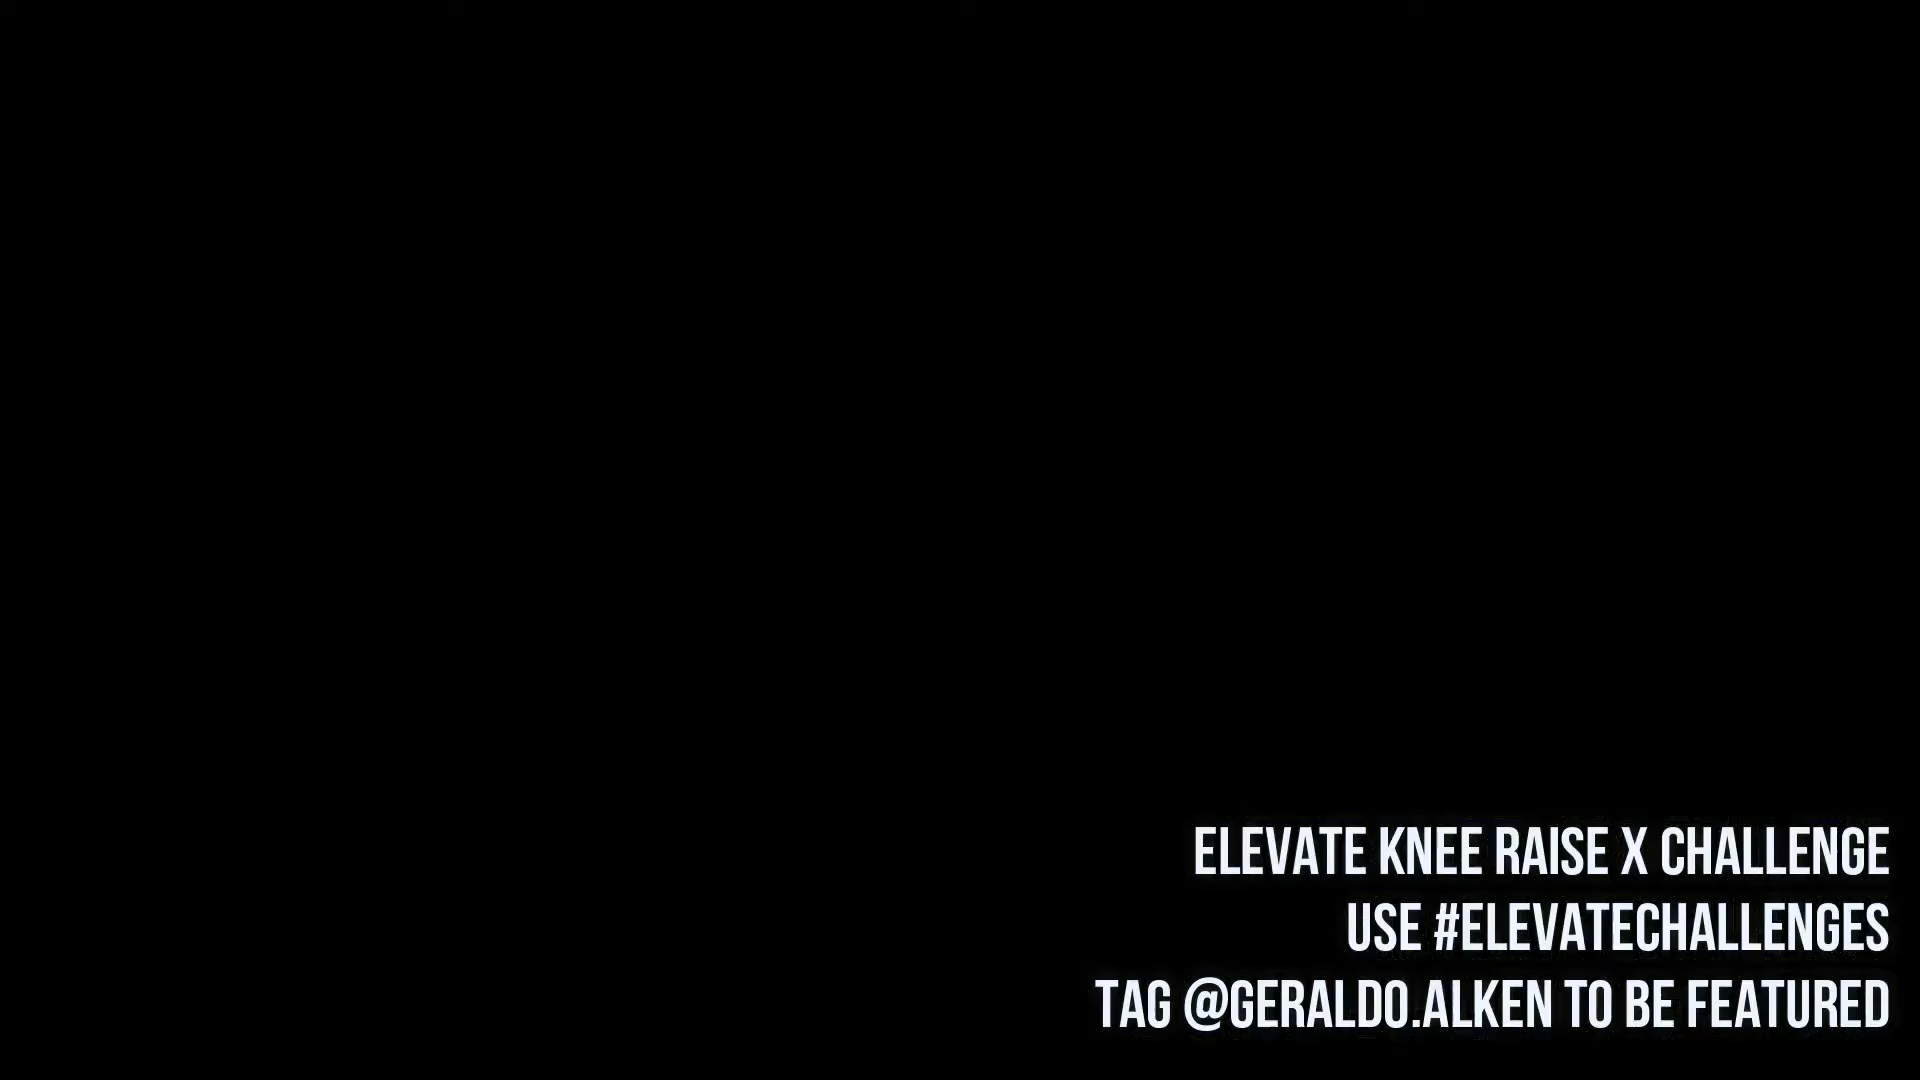 ELEVATE KNEE RAISE X CHALLENGE
USE #ELEVATECHALLENGES
TAG @GERALDO.ALKEN TO BE FEATURED